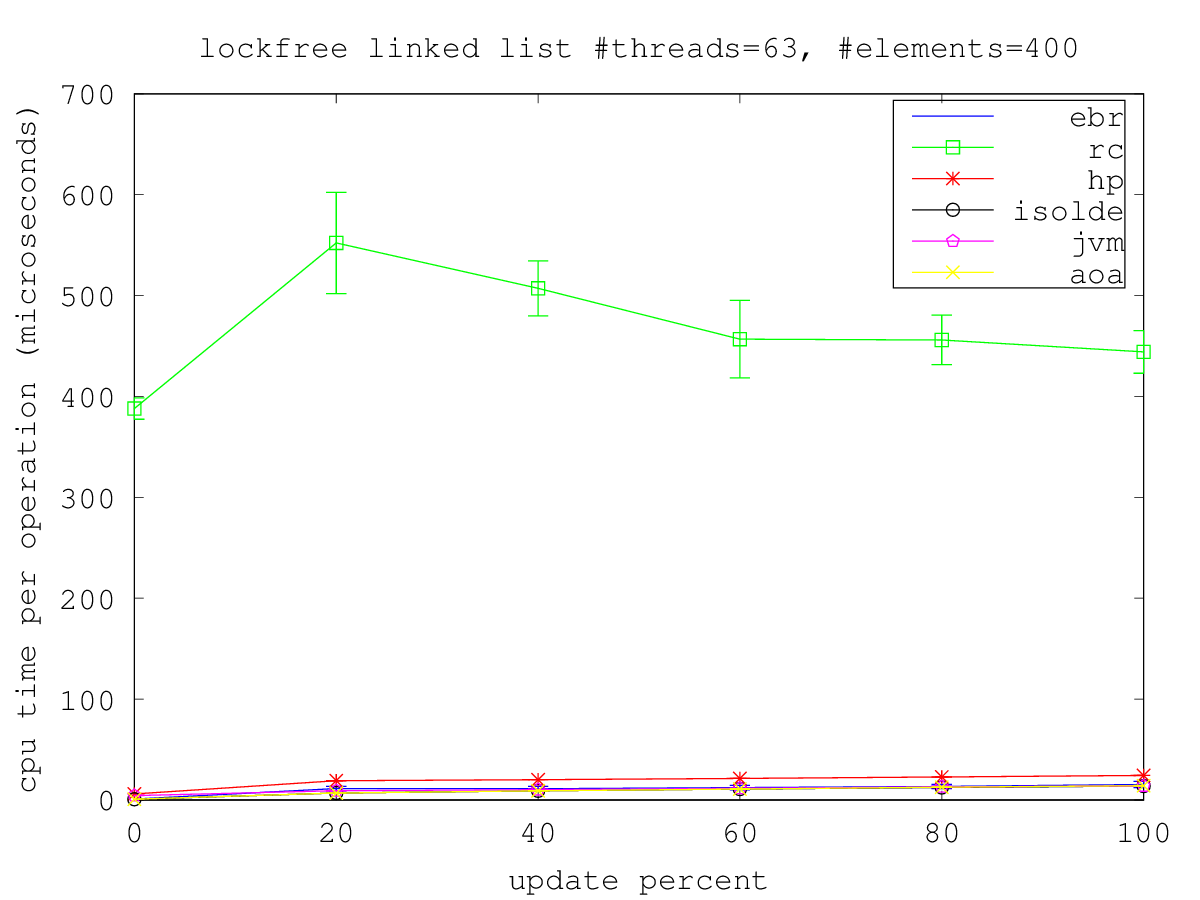 lockfree linked list #threads=63, #elements=400
cpu time per operation (microseconds)
700
600
500
400
300
200
100
0
ebr
rc
hp
isolde
jvm
aoa
0 20 40 60 80 100
update percent